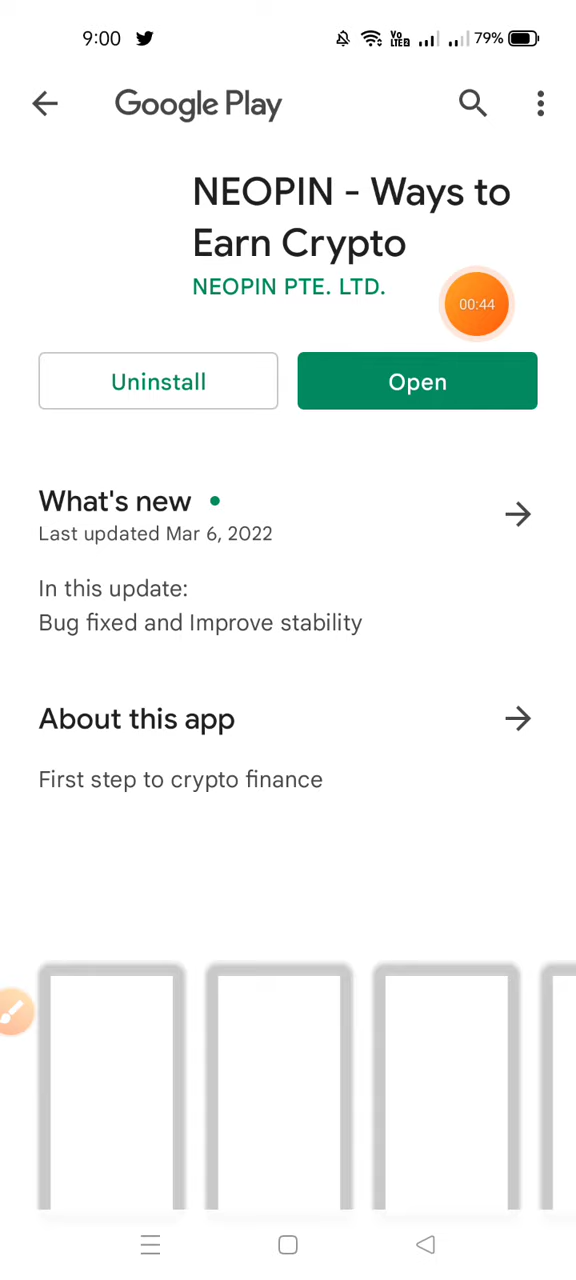 9:00
Vo
LTE2
79%
Google Play
NEOPIN - Ways to
Earn Crypto
NEOPIN PTE. LTD.
00:44
Uninstall
Open
What's new
Last updated Mar 6, 2022
In this update:
Bug fixed and Improve stability
About this app
First step to crypto finance